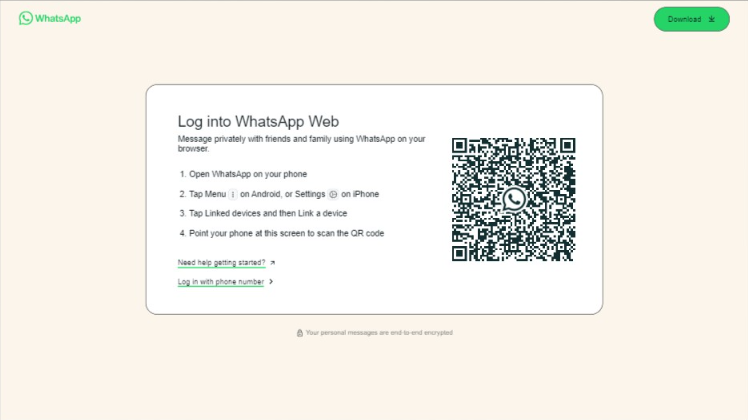 WhatsApp
Download
Log into WhatsApp Web
Message privately with friends and family using WhatsApp on your
browser.
1. Open WhatsApp on your phone
2. Tap Menu on Android, or Settings on iPhone
3. Tap Linked devices and then Link a device
4. Point your phone at this screen to scan the QR code
Need help getting started?
Log in with phone number
Your personal messages are end-to-end encrypted